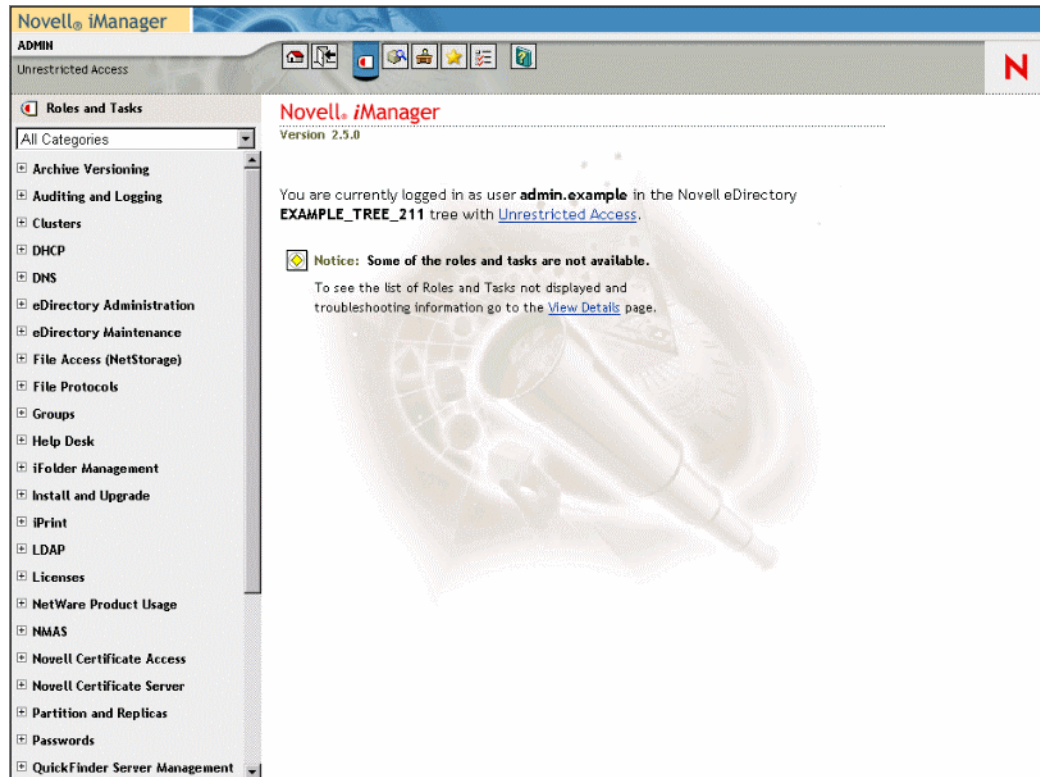 Novell® iManager
ADMIN
Unrestricted Access
N
Roles and Tasks
All Categories
Archive Versioning
Auditing and Logging
Clusters
DHCP
DNS
eDirectory Administration
eDirectory Maintenance
File Access (NetStorage)
File Protocols
Groups
Help Desk
iFolder Management
Install and Upgrade
iPrint
LDAP
Licenses
NetWare Product Usage
NMAS
Novell Certificate Access
Novell Certificate Server
Partition and Replicas
Passwords
QuickFinder Server Management
Novell® iManager
Version 2.5.0
You are currently logged in as user admin.example in the Novell eDirectory
EXAMPLE_TREE_211 tree with Unrestricted Access.
Notice: Some of the roles and tasks are not available.
To see the list of Roles and Tasks not displayed and
troubleshooting information go to the View Details page.